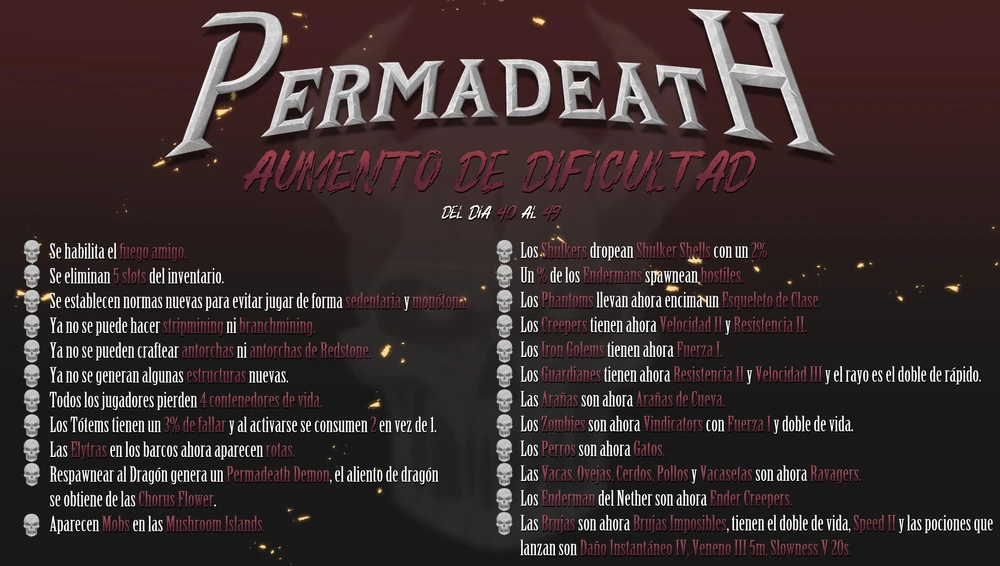 PERMADEATH
AUMENTO DE DIFICULTAD
DEL DIA 40 AL 49
Se habilita el fuego amigo.
Se eliminan 5 slots del inventario.
Se establecen normas nuevas para evitar jugar de forma sedentaria y monótona.
Ya no se puede hacer stripmining ni branchmining.
Ya no se pueden craftear antorchas ni antorchas de Redstone.
Ya no se generan algunas estructuras nuevas.
Todos los jugadores pierden 4 contenedores de vida.
Los Tótems tienen un 3% de fallar y al activarse se consumen 2 en vez de 1.
Las Elytras en los barcos ahora aparecen rotas.
Respawnear al Dragón genera un Permadeath Demon, el aliento de dragón
se obtiene de las Chorus Flower.
Aparecen Mobs en las Mushroom Islands.
Los Shulkers dropean Shulker Shells con un 2%
Un % de los Endermans spawnean hostiles.
Los Phantoms llevan ahora encima un Esqueleto de Clase.
Los Creepers tienen ahora Velocidad II y Resistencia II.
Los Iron Golems tienen ahora Fuerza I.
Los Guardianes tienen ahora Resistencia II y Velocidad III y el rayo es el doble de rápido.
Las Arañas son ahora Arañas de Cueva.
Los Zombies son ahora Vindicators con Fuerza I y doble de vida.
Los Perros son ahora Gatos.
Las Vacas, Ovejas, Cerdos, Pollos y Vacasetas son ahora Ravagers.
Los Enderman del Nether son ahora Ender Creepers.
Las Brujas son ahora Brujas Imposibles, tienen el doble de vida, Speed II y las pociones que
lanzan son Daño Instantáneo IV, Veneno III 5m, Slowness V 20s.